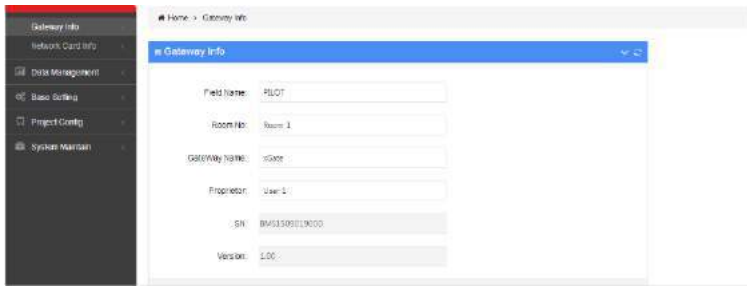 Home > Gateway Info
Gateway Info
Network Card Info
Data Management
Base Setting
Project Config
System Maintain
Gateway Info
Field Name: PILOT
Room No: Room 1
GateWay Name: xGate
Proprietor: User 1
SN:
Version: 1.00